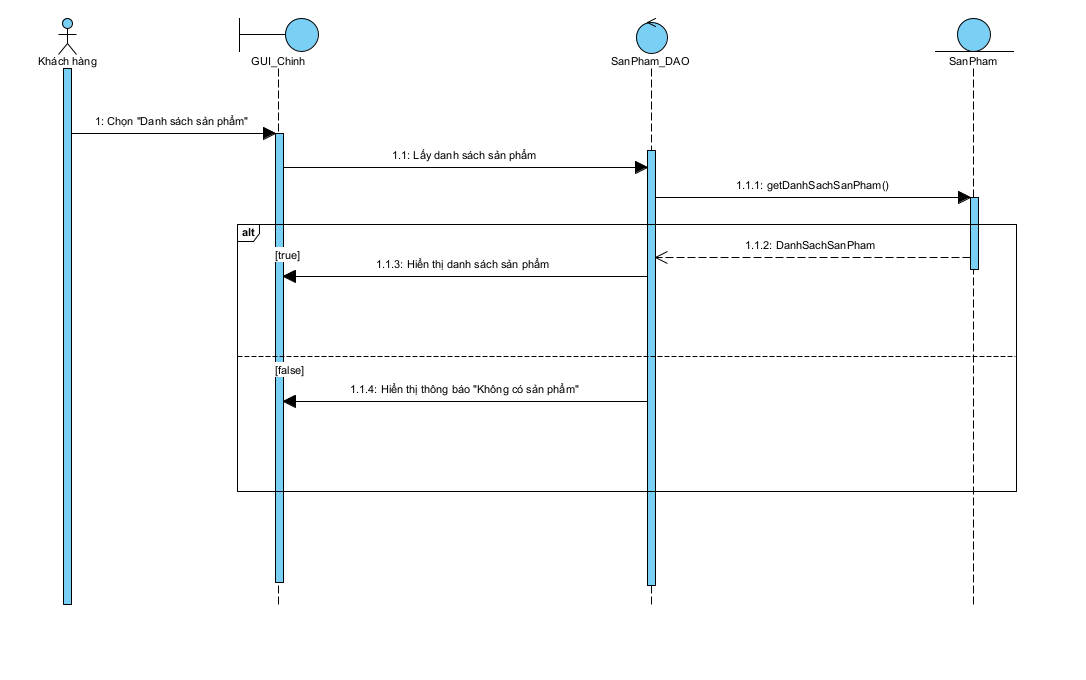 Khách hàng
GUI_Chinh
SanPham_DAO
SanPham
1: Chọn "Danh sách sản phẩm"
1.1: Lấy danh sách sản phẩm
1.1.1: getDanhSachSanPham()
alt
1.1.2: DanhSachSanPham
[true]
1.1.3: Hiển thị danh sách sản phẩm
[false]
1.1.4: Hiển thị thông báo "Không có sản phẩm"